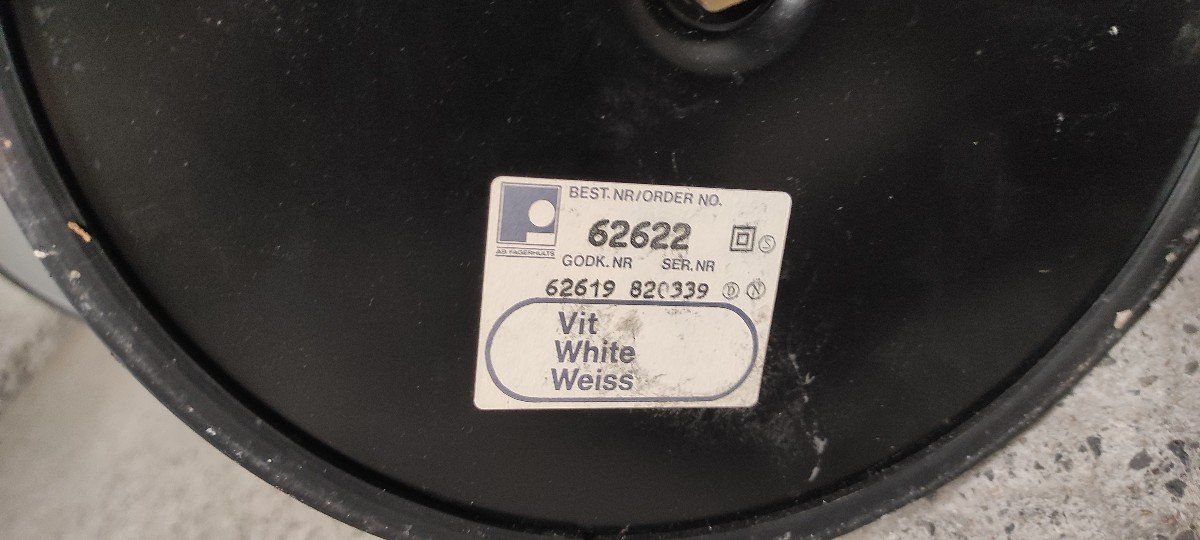 BEST.NR/ORDER NO.
62622
AB FAGERHULTS
GODK.NR SER.NR
62619 820339 D N
S
Vit
White
Weiss